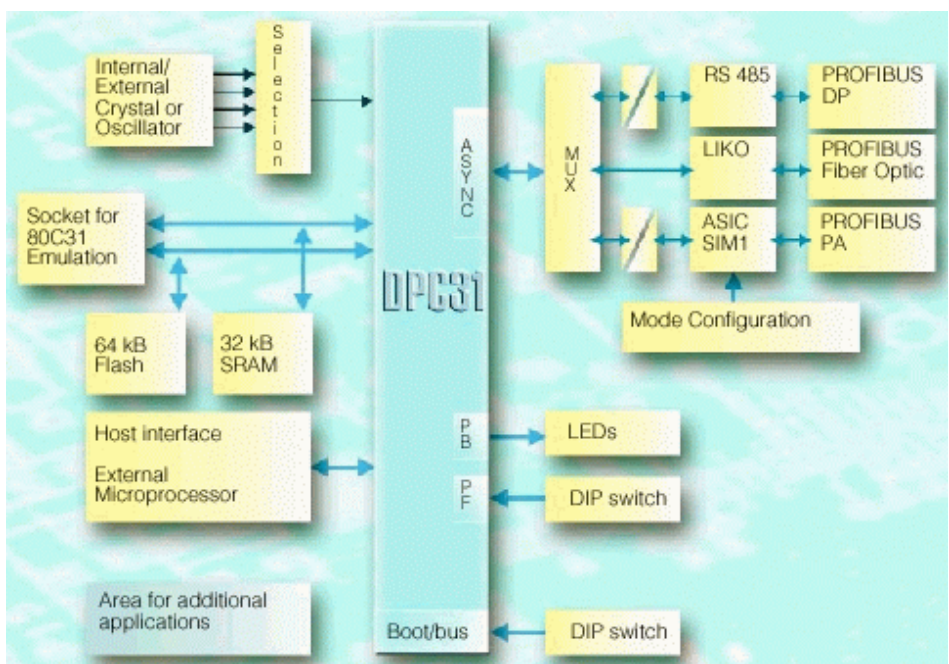 Internal/
External
Crystal or
Oscillator
Selection
ASYNC
MUX
RS 485
PROFIBUS
DP
LIKO
PROFIBUS
Fiber Optic
ASIC
SIM1
PROFIBUS
PA
Mode Configuration
Socket for
80C31
Emulation
DPC31
64 kB
Flash
32 kB
SRAM
Host interface
External
Microprocessor
PB
LEDs
PF
DIP switch
Area for additional
applications
Boot/bus
DIP switch